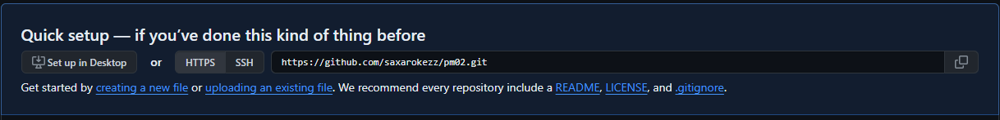 Quick setup — if you’ve done this kind of thing before
Set up in Desktop or HTTPS SSH https://github.com/saxarokezz/pm02.git
Get started by creating a new file or uploading an existing file. We recommend every repository include a README, LICENSE, and .gitignore.